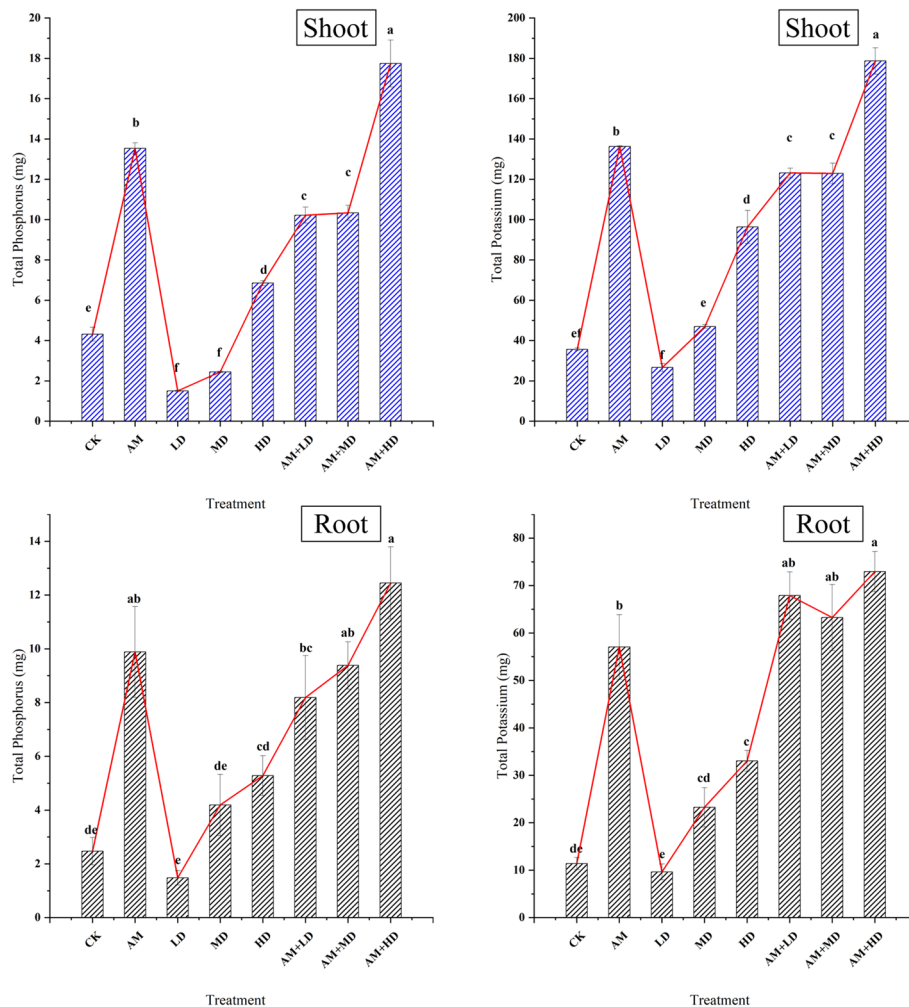 Shoot
Total Phosphorus (mg)
20
18
16
14
12
10
8
6
4
2
0
e
b
f
f
d
c
c
a
CK
AM
LD
MD
HD
AM+LD
AM+MD
AM+HD
Treatment
Shoot
Total Potassium (mg)
200
180
160
140
120
100
80
60
40
20
0
ef
b
f
e
d
c
c
a
CK
AM
LD
MD
HD
AM+LD
AM+MD
AM+HD
Treatment
Root
Total Phosphorus (mg)
14
12
10
8
6
4
2
0
de
ab
e
de
cd
bc
ab
a
CK
AM
LD
MD
HD
AM+LD
AM+MD
AM+HD
Treatment
Root
Total Potassium (mg)
80
70
60
50
40
30
20
10
0
de
b
e
cd
c
ab
ab
a
CK
AM
LD
MD
HD
AM+LD
AM+MD
AM+HD
Treatment